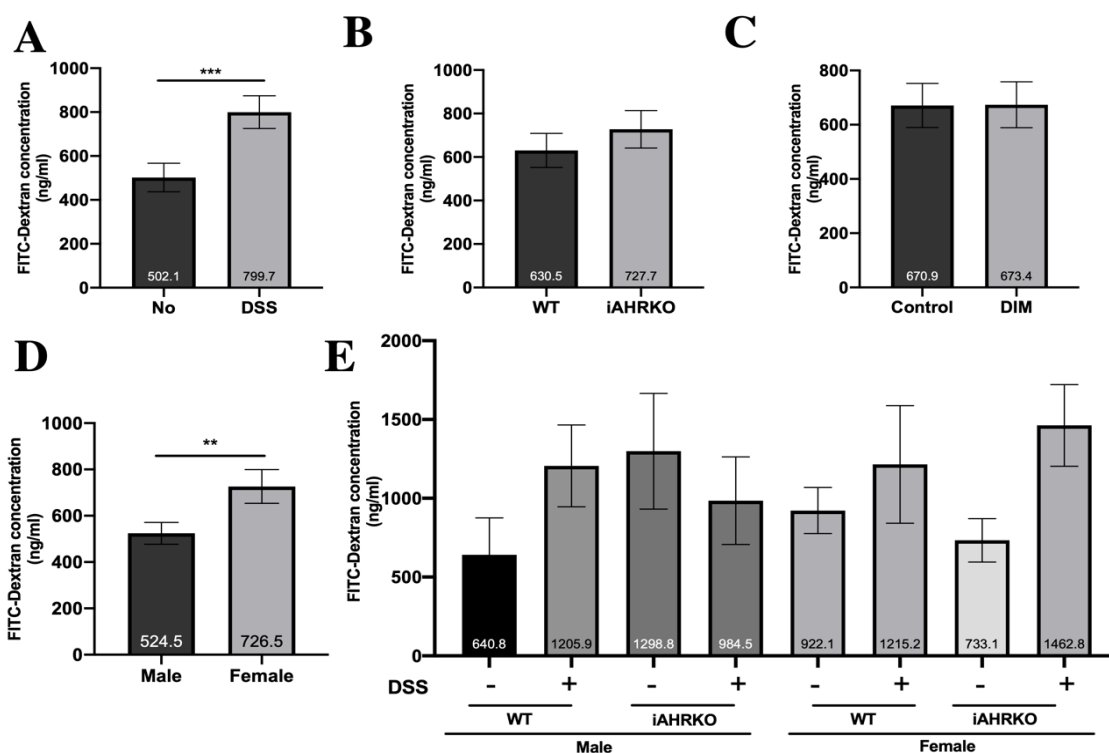 A
FITC-Dextran concentration
(ng/ml)
1000
800
600
400
200
0
***
502.1
799.7
No
DSS
B
FITC-Dextran concentration
(ng/ml)
1000
800
600
400
200
0
630.5
727.7
WT
iAHRKO
C
FITC-Dextran concentration
(ng/ml)
800
600
400
200
0
670.9
673.4
Control
DIM
D
FITC-Dextran concentration
(ng/ml)
1000
800
600
400
200
0
**
524.5
726.5
Male
Female
E
FITC-Dextran concentration
(ng/ml)
2000
1500
1000
500
0
640.8 1205.9 1298.8 984.5 922.1 1215.2 733.1 1462.8
DSS - + - + - + - +
WT iAHRKO WT iAHRKO
Male Female